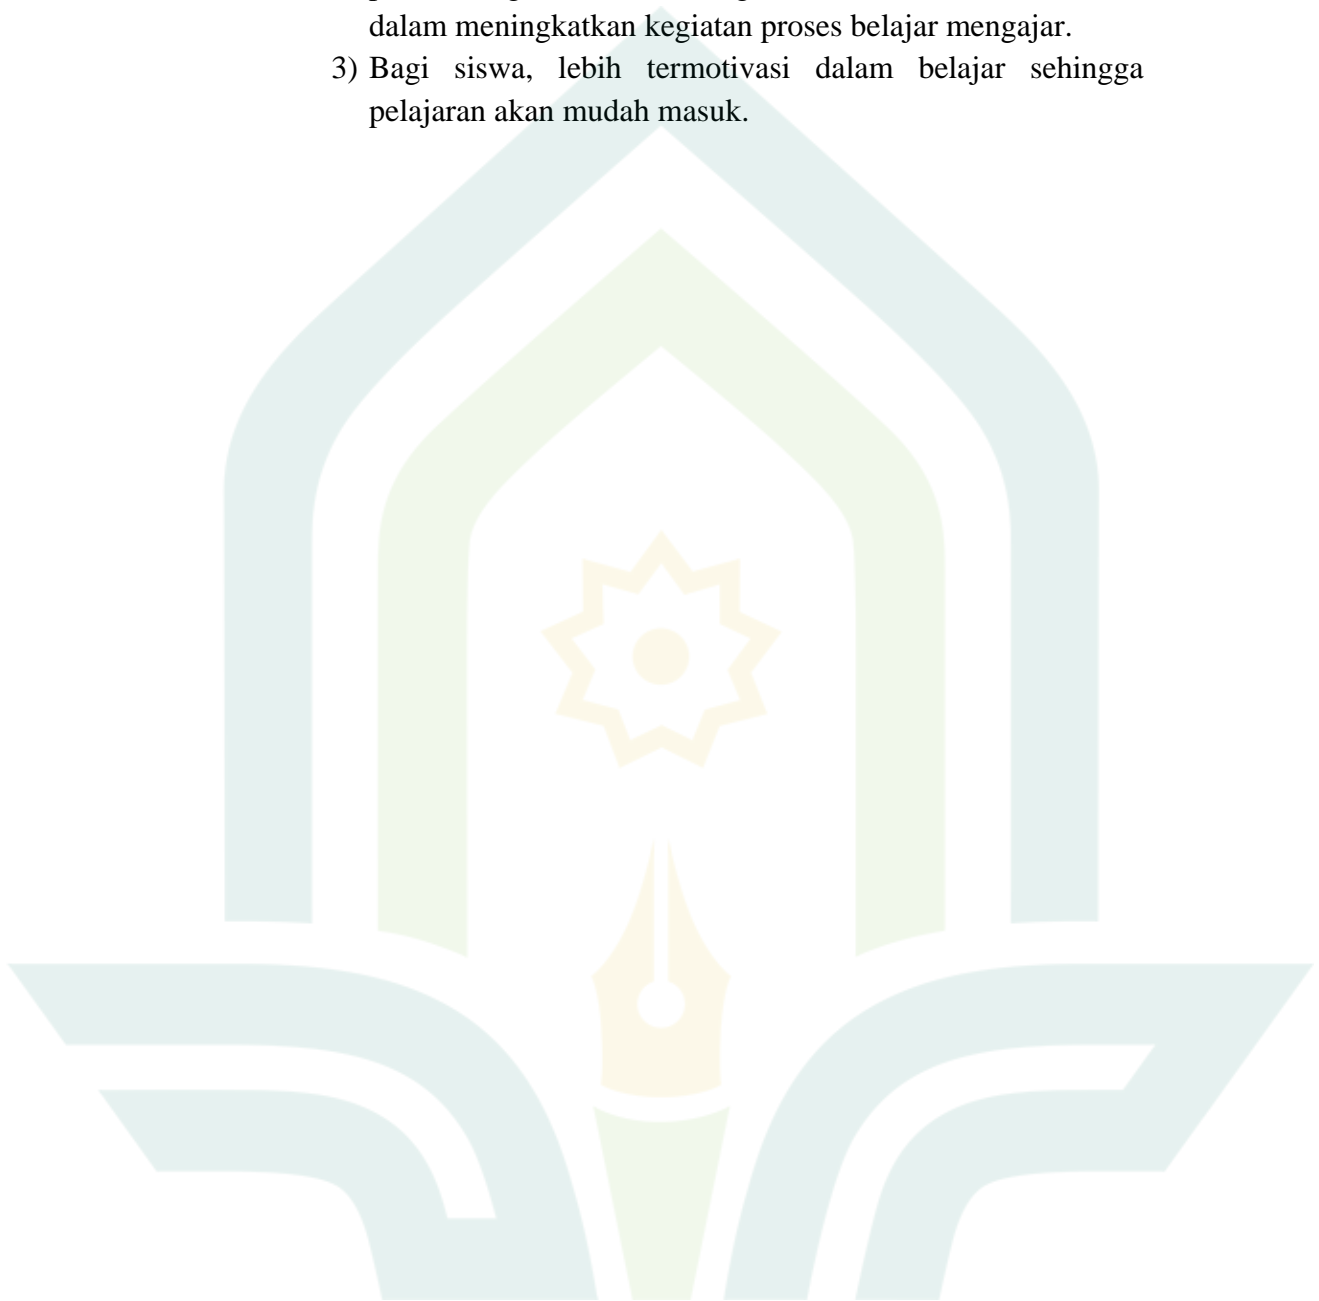 dalam meningkatkan kegiatan proses belajar mengajar.
3) Bagi siswa, lebih termotivasi dalam belajar sehingga
pelajaran akan mudah masuk.